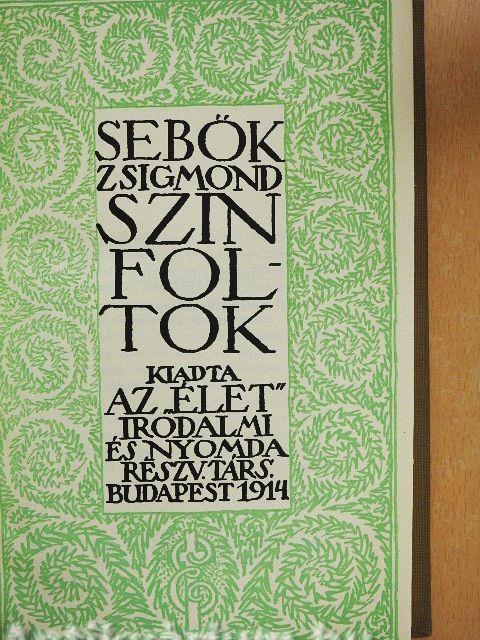 SEBŐK
ZSIGMOND
SZIN
FOL-
TOK
KIADTA
AZ „ÉLET"
IRODALMI
ÉS NYOMDA
RÉSZV. TÁRS.
BUDAPEST 1914